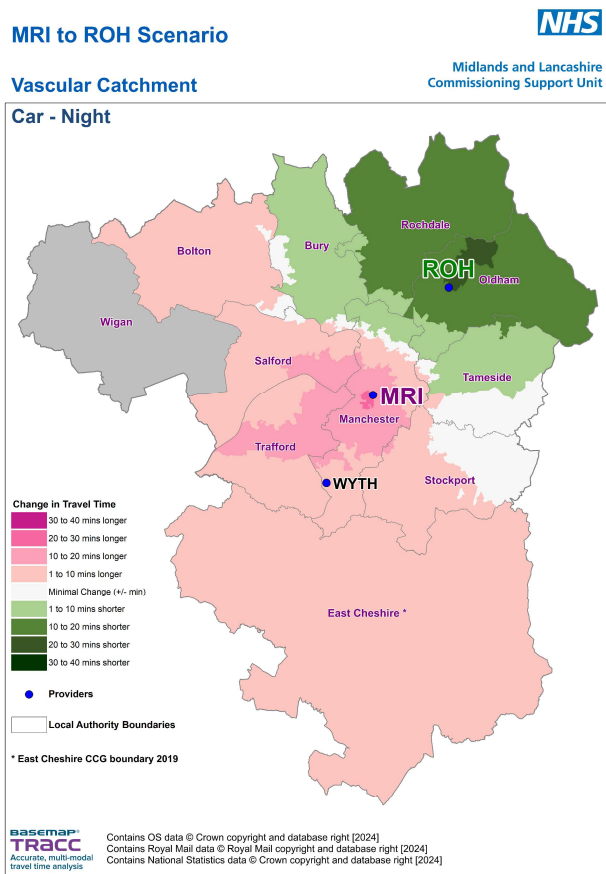 MRI to ROH Scenario
NHS
Vascular Catchment
Midlands and Lancashire
Commissioning Support Unit
Car - Night
Rochdale
Bury
Bolton
ROH
Oldham
Wigan
Salford
Tameside
MRI
Manchester
Trafford
Stockport
WYTH
Change in Travel Time
30 to 40 mins longer
20 to 30 mins longer
10 to 20 mins longer
1 to 10 mins longer
Minimal Change (+/- min)
1 to 10 mins shorter
10 to 20 mins shorter
20 to 30 mins shorter
30 to 40 mins shorter
East Cheshire *
Providers
Local Authority Boundaries
* East Cheshire CCG boundary 2019
BASEMAP®
TRACC
Accurate, multi-modal
travel time analysis
Contains OS data © Crown copyright and database right [2024]
Contains Royal Mail data © Royal Mail copyright and database right [2024]
Contains National Statistics data © Crown copyright and database right [2024]